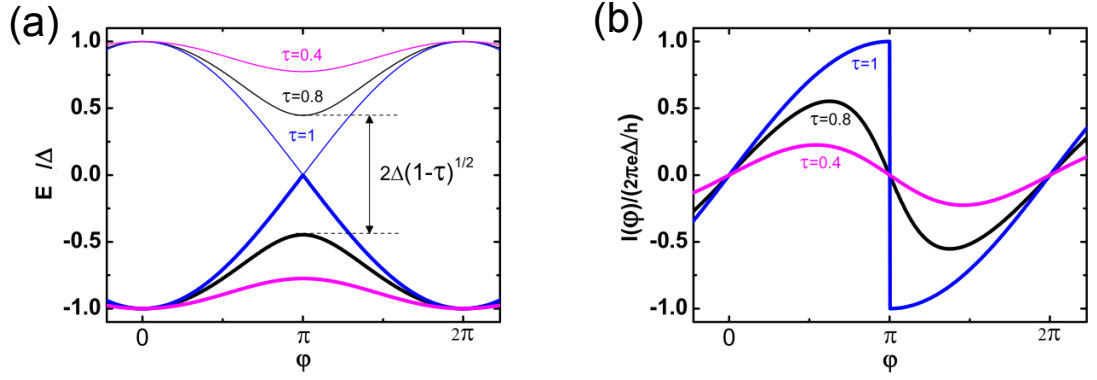 (a)
1.0
0.5
0.0
-0.5
-1.0
E /Δ
τ=0.4
τ=0.8
τ=1
2Δ(1-τ)^{1/2}
0
π
2π
φ
(b)
1.0
0.5
0.0
-0.5
-1.0
I(φ)/(2πeΔ/h)
τ=1
τ=0.8
τ=0.4
0
π
2π
φ